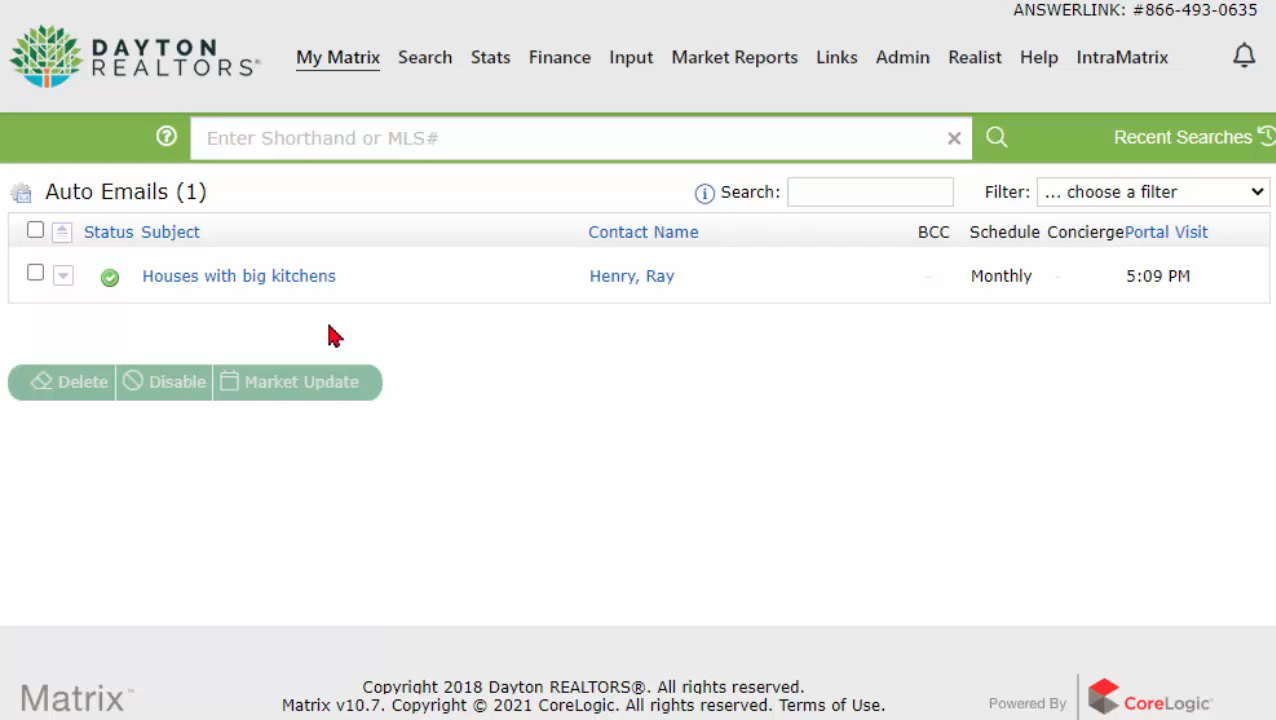 ANSWERLINK: #866-493-0635
DAYTON
REALTORS®
My Matrix Search Stats Finance Input Market Reports Links Admin Realist Help IntraMatrix
Enter Shorthand or MLS#
Recent Searches
Auto Emails (1)
Search:
Filter: ... choose a filter
Status Subject Contact Name BCC Schedule Concierge Portal Visit
Houses with big kitchens Henry, Ray - Monthly - 5:09 PM
Delete Disable Market Update
Matrix™
Copyright 2018 Dayton REALTORS®. All rights reserved.
Matrix v10.7. Copyright © 2021 CoreLogic. All rights reserved. Terms of Use.
Powered By
CoreLogic®